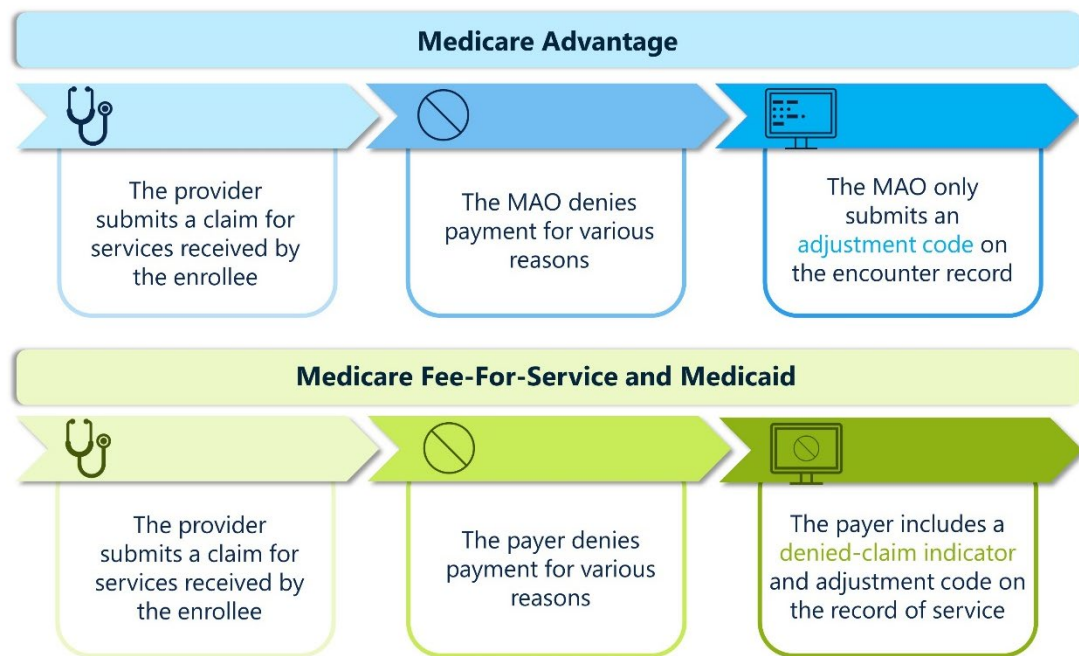 Medicare Advantage
The provider
submits a claim for
services received by
the enrollee
The MAO denies
payment for various
reasons
The MAO only
submits an
adjustment code on
the encounter record
Medicare Fee-For-Service and Medicaid
The provider
submits a claim for
services received by
the enrollee
The payer denies
payment for various
reasons
The payer includes a
denied-claim indicator
and adjustment code on
the record of service